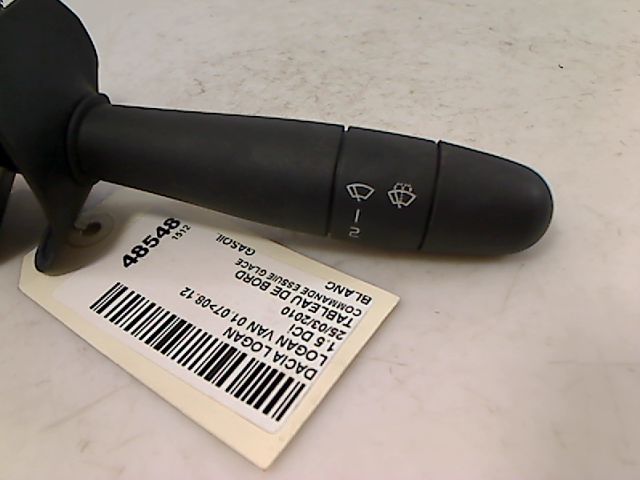 DACIA LOGAN
LOGAN VAN 01.07>08.12
1.5 DCI
25/03/2010
TABLEAU DE BORD
COMMANDE ESSUIE GLACE
BLANC
GASOIL
48548
1512
1
2